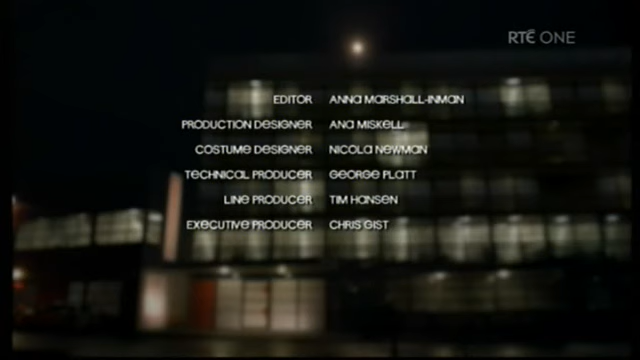 RTÉ ONE
EDITOR ANNA MARSHALL-INMAN
PRODUCTION DESIGNER ANA MISKELL
COSTUME DESIGNER NICOLA NEWMAN
TECHNICAL PRODUCER GEORGE PLATT
LINE PRODUCER TIM HANSEN
EXECUTIVE PRODUCER CHRIS GIST